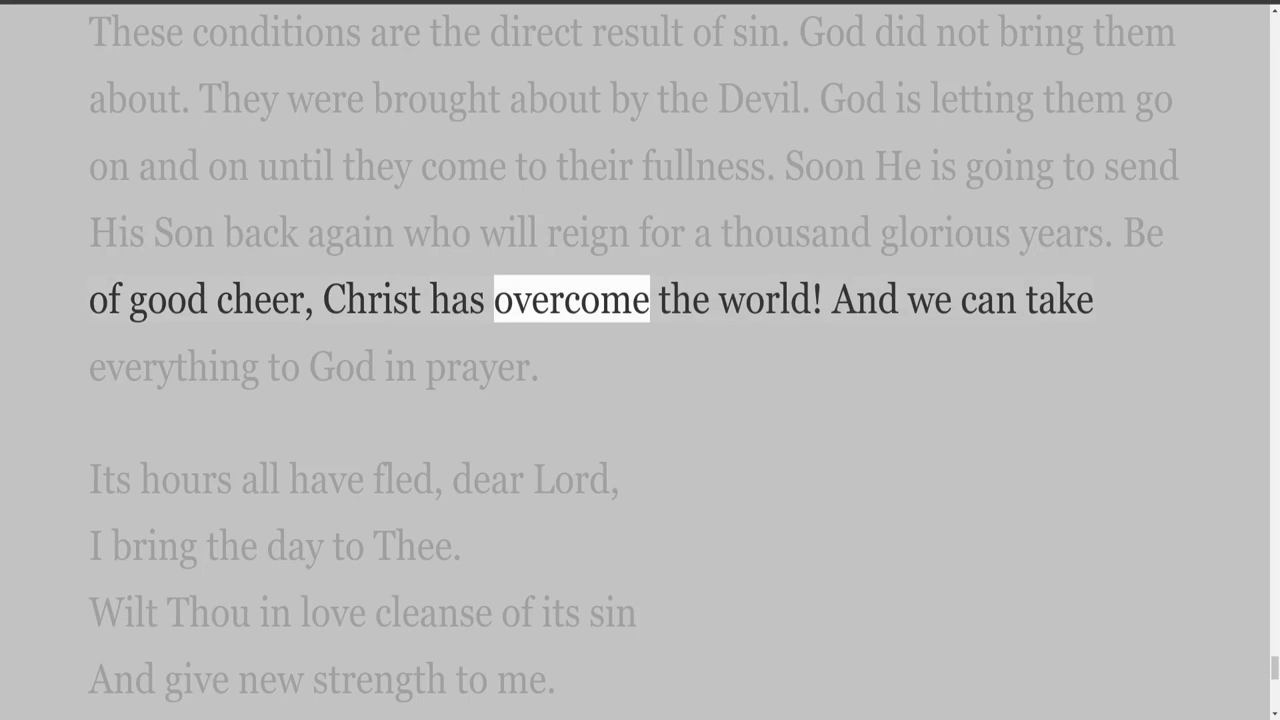 These conditions are the direct result of sin. God did not bring them
about. They were brought about by the Devil. God is letting them go
on and on until they come to their fullness. Soon He is going to send
His Son back again who will reign for a thousand glorious years. Be
of good cheer, Christ has overcome the world! And we can take
everything to God in prayer.
Its hours all have fled, dear Lord,
I bring the day to Thee.
Wilt Thou in love cleanse of its sin
And give new strength to me.